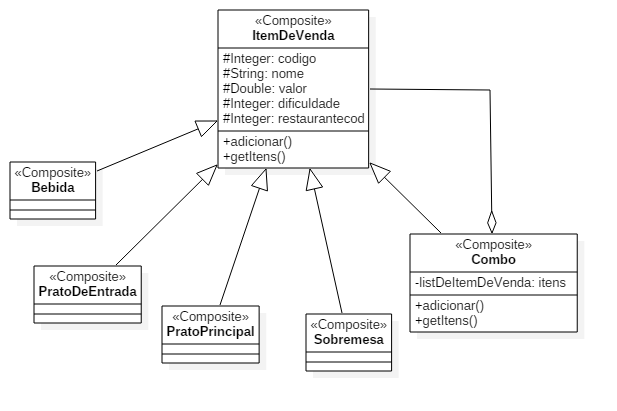 «Composite»
ItemDeVenda
#Integer: codigo
#String: nome
#Double: valor
#Integer: dificuldade
#Integer: restaurantecod
+adicionar()
+getItens()
«Composite»
Bebida
«Composite»
PratoDeEntrada
«Composite»
PratoPrincipal
«Composite»
Sobremesa
«Composite»
Combo
-listDeItemDeVenda: itens
+adicionar()
+getItens()